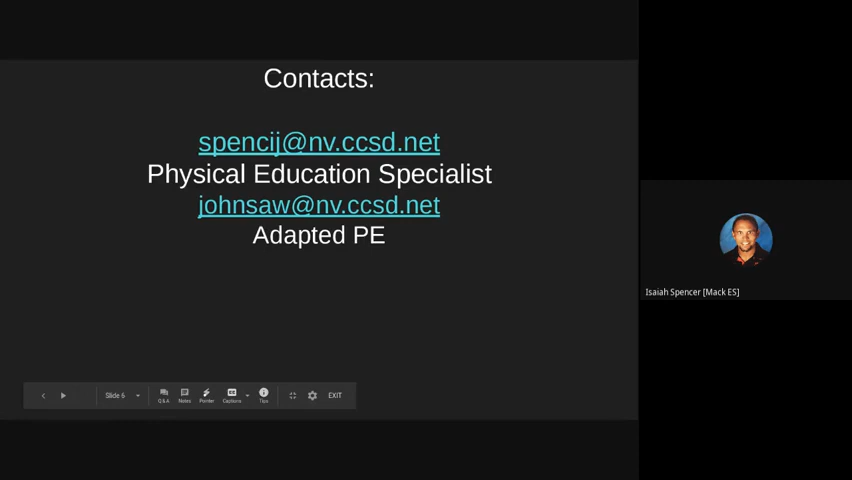 Contacts:
spencij@nv.ccsd.net
Physical Education Specialist
johnsaw@nv.ccsd.net
Adapted PE
Isaiah Spencer [Mack ES]
Slide 6
Q&A
Notes
Pointer
Captions
Tips
EXIT